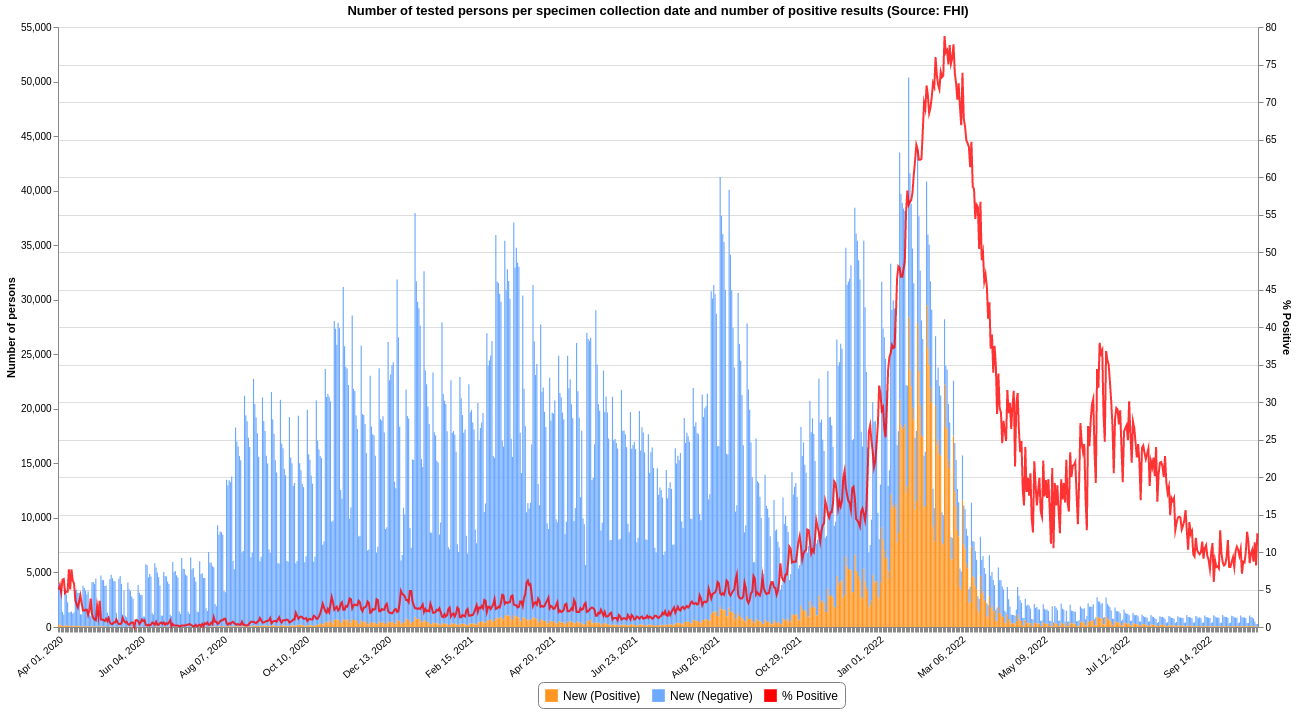 Number of tested persons per specimen collection date and number of positive results (Source: FHI)
55,000
50,000
45,000
40,000
35,000
30,000
25,000
20,000
15,000
10,000
5,000
0
Number of persons
80
75
70
65
60
55
50
45
40
35
30
25
20
15
10
5
0
% Positive
Apr 01, 2020
Jun 04, 2020
Aug 07, 2020
Oct 10, 2020
Dec 13, 2020
Feb 15, 2021
Apr 20, 2021
Jun 23, 2021
Aug 26, 2021
Oct 29, 2021
Jan 01, 2022
Mar 06, 2022
May 09, 2022
Jul 12, 2022
Sep 14, 2022
New (Positive) New (Negative) % Positive